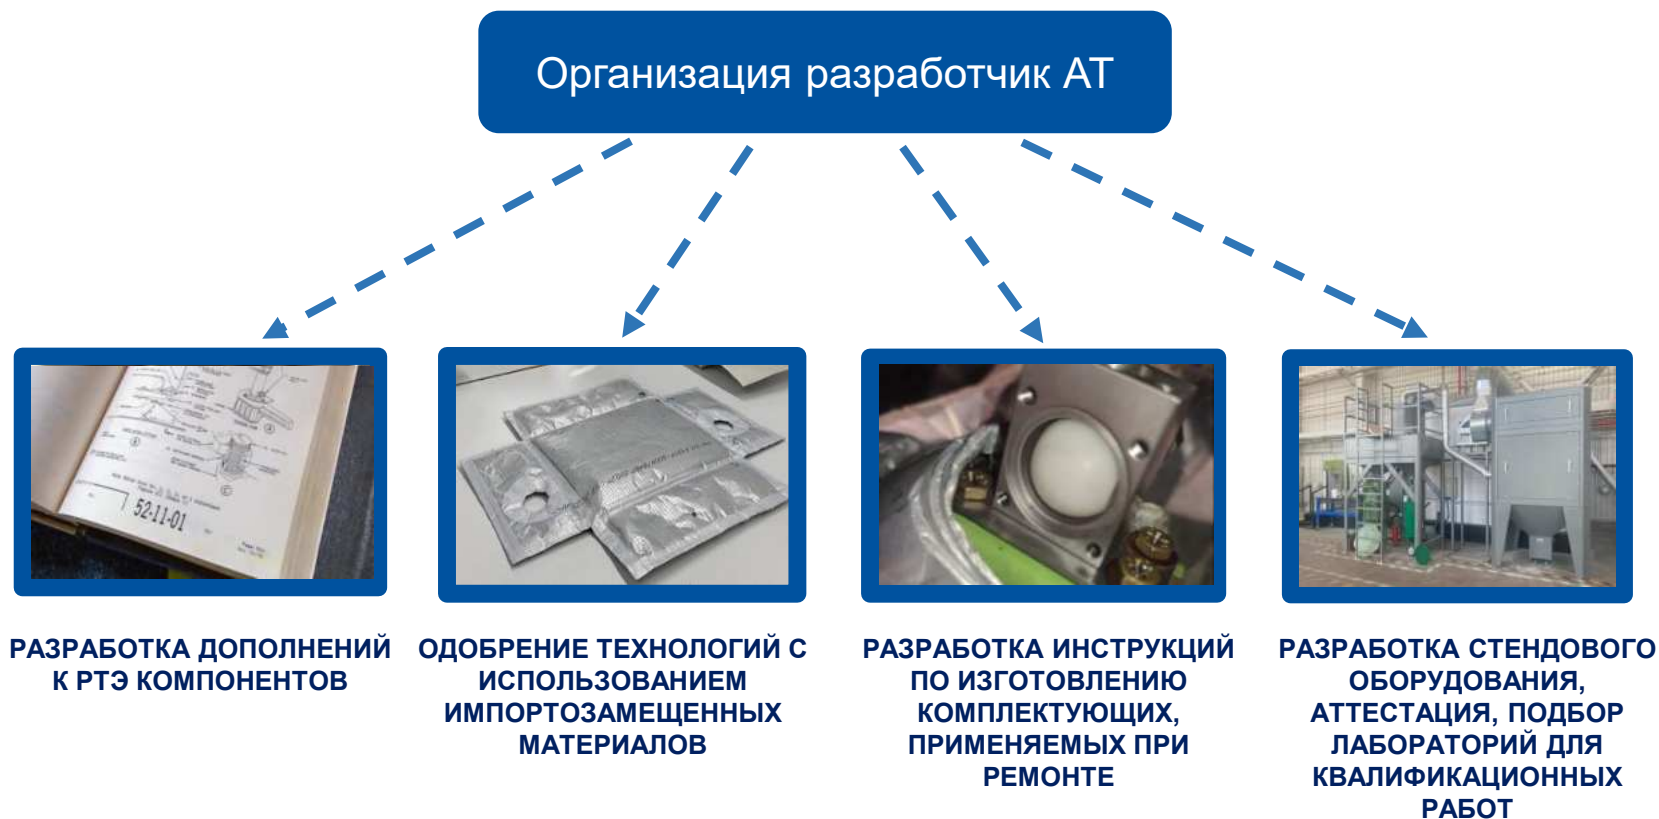 Организация разработчик АТ
52-11-01
РАЗРАБОТКА ДОПОЛНЕНИЙ
К РТЭ КОМПОНЕНТОВ
ОДОБРЕНИЕ ТЕХНОЛОГИЙ С
ИСПОЛЬЗОВАНИЕМ
ИМПОРТОЗАМЕЩЕННЫХ
МАТЕРИАЛОВ
РАЗРАБОТКА ИНСТРУКЦИЙ
ПО ИЗГОТОВЛЕНИЮ
КОМПЛЕКТУЮЩИХ,
ПРИМЕНЯЕМЫХ ПРИ
РЕМОНТЕ
РАЗРАБОТКА СТЕНДОВОГО
ОБОРУДОВАНИЯ,
АТТЕСТАЦИЯ, ПОДБОР
ЛАБОРАТОРИЙ ДЛЯ
КВАЛИФИКАЦИОННЫХ
РАБОТ